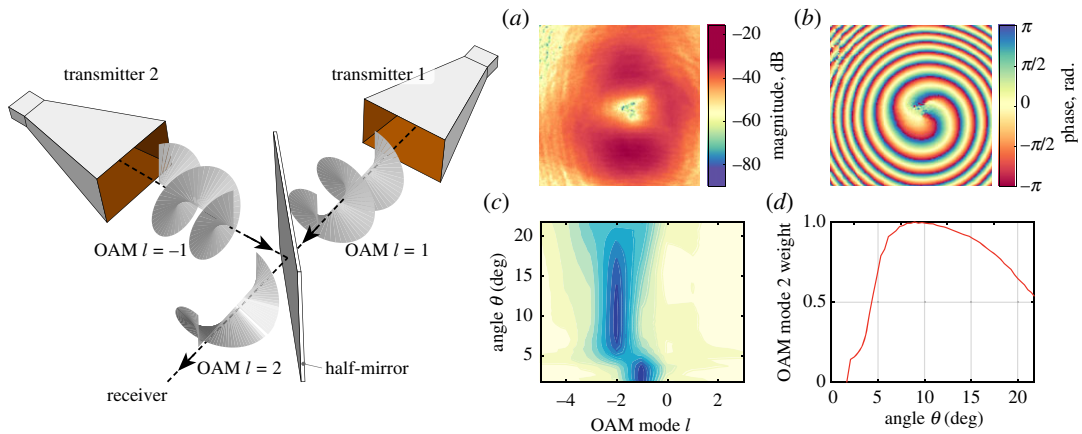 transmitter 2
transmitter 1
OAM l = –1
OAM l = 1
OAM l = 2
half-mirror
receiver
(a)
–20
–40
–60
–80
magnitude, dB
(b)
π
π/2
0
–π/2
–π
phase, rad.
(c)
20
15
10
5
angle θ (deg)
–4 –2 0 2
OAM mode l
(d)
1.0
0.5
0
OAM mode 2 weight
0 5 10 15 20
angle θ (deg)